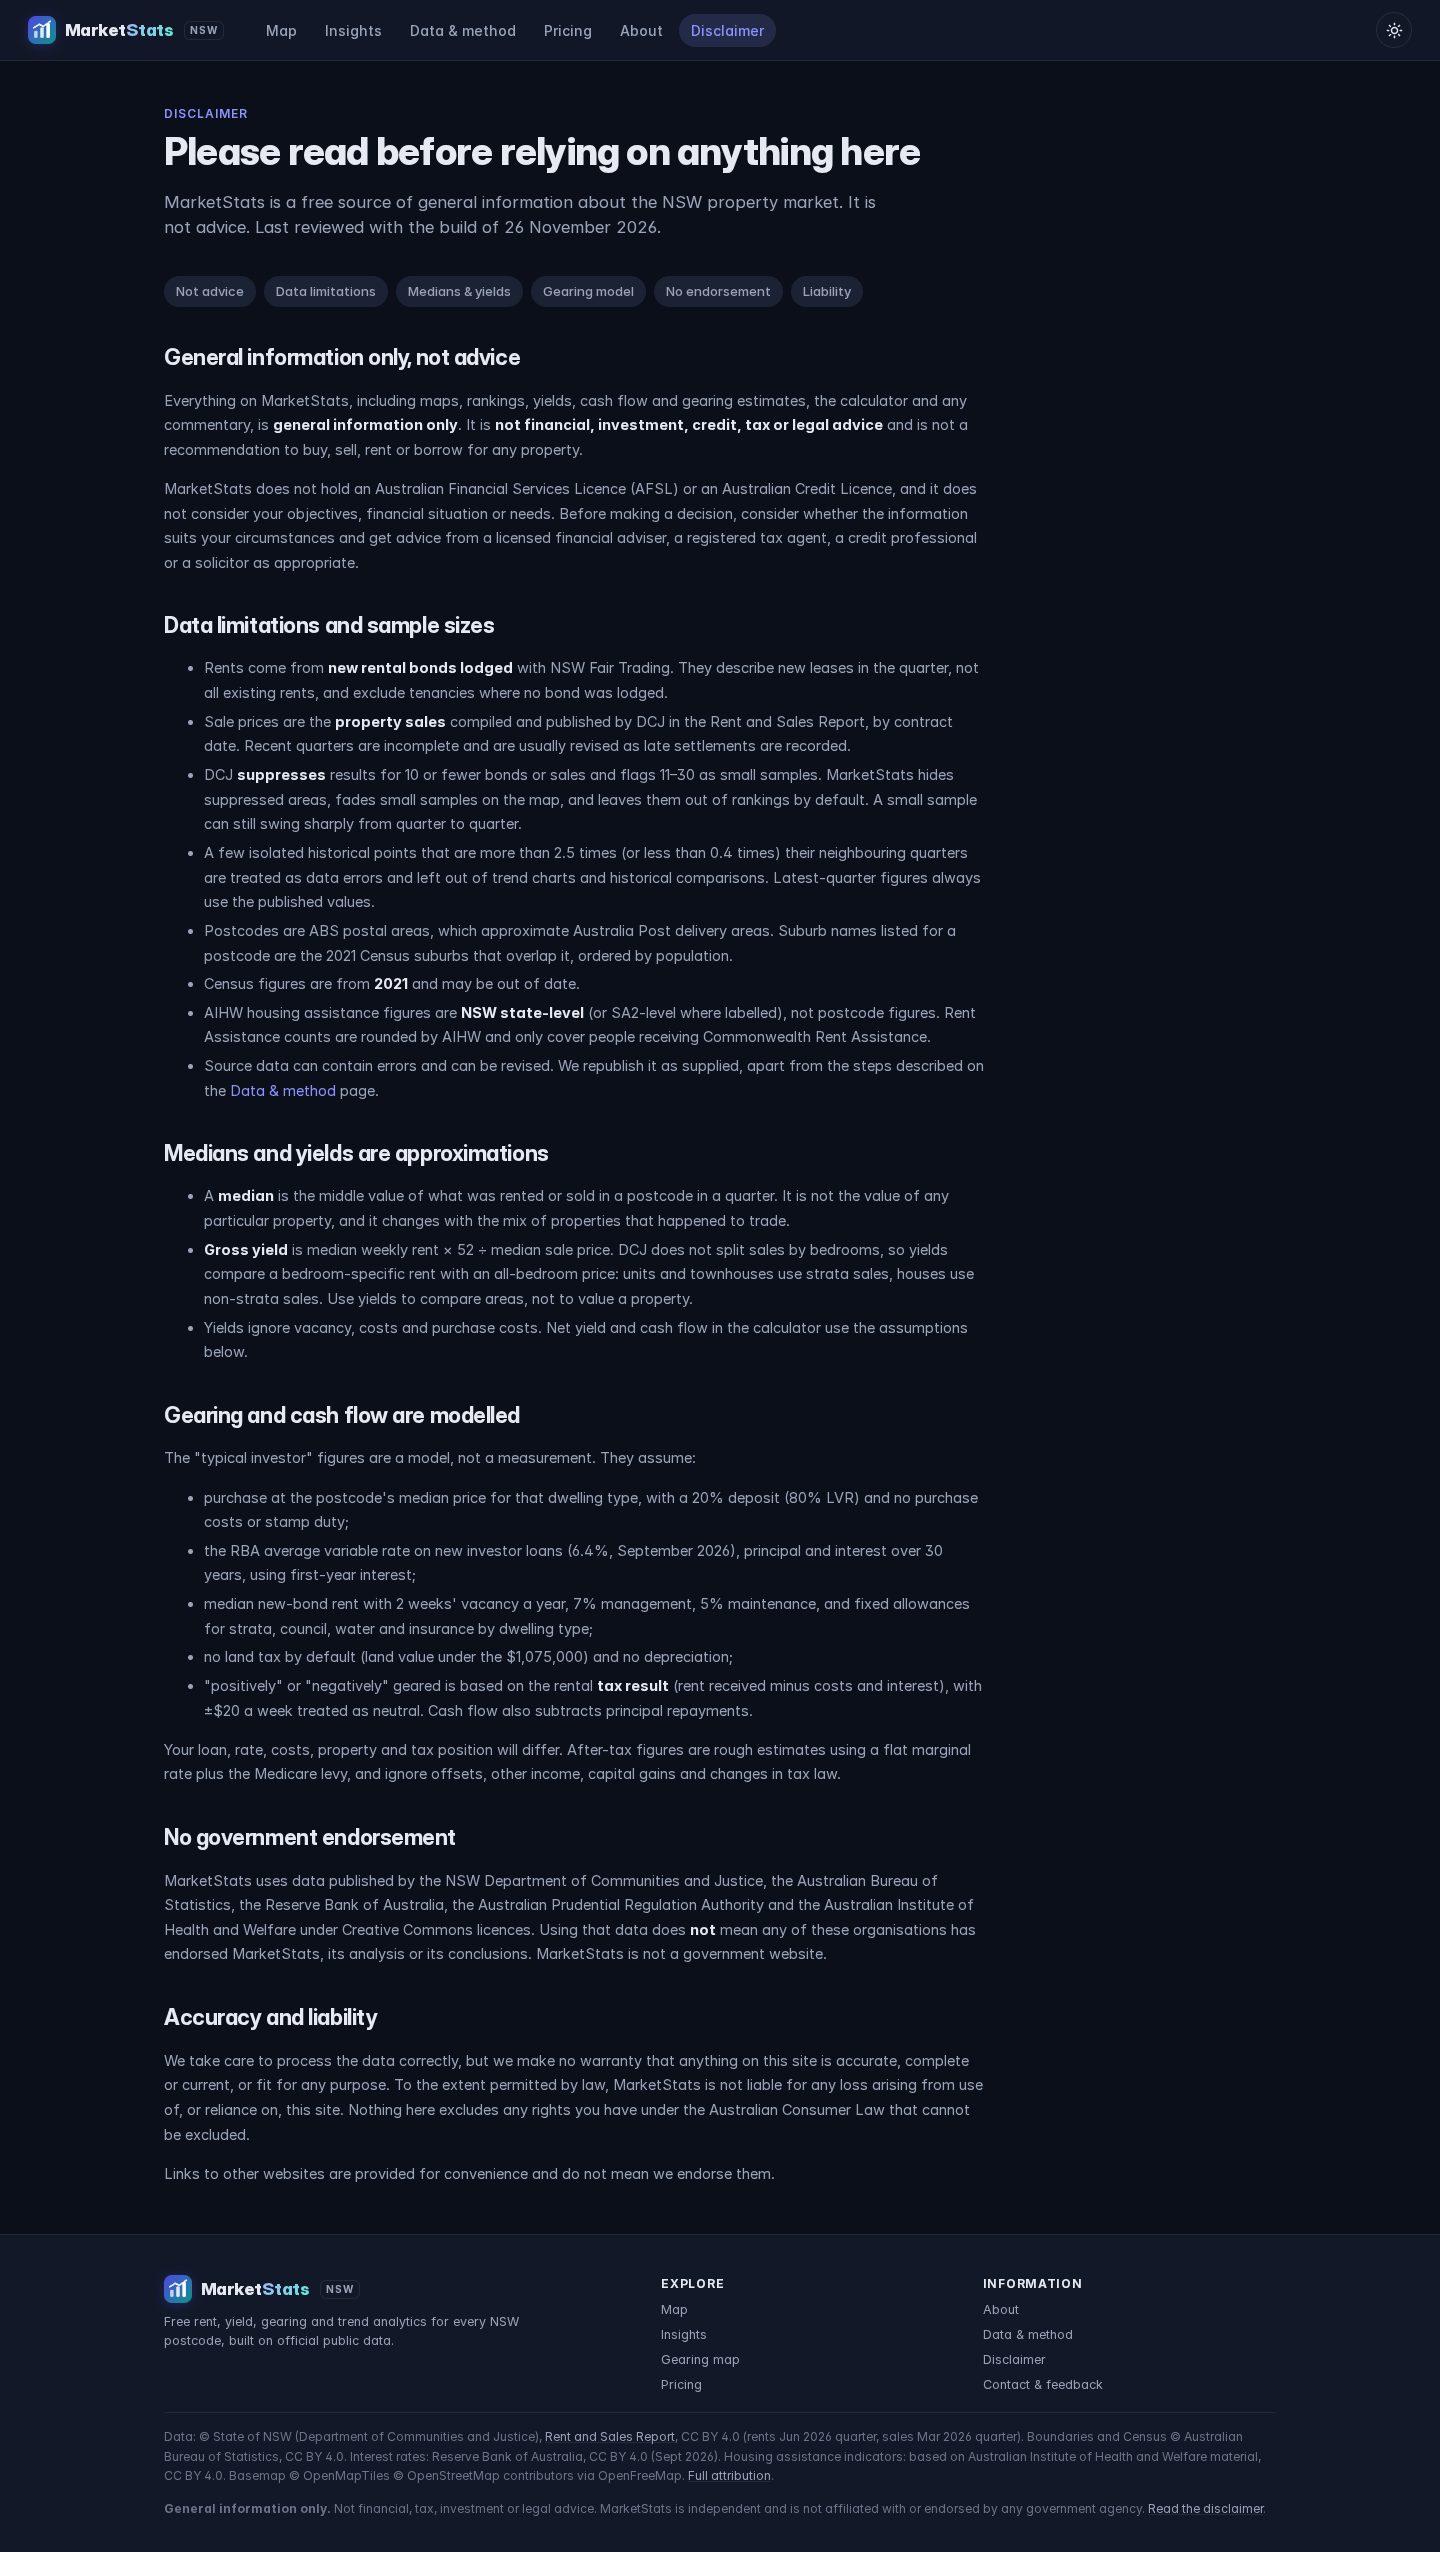 MarketStats NSW Map Insights Data & method Pricing About Disclaimer
DISCLAIMER
Please read before relying on anything here
MarketStats is a free source of general information about the NSW property market. It is
not advice. Last reviewed with the build of 26 November 2026.
Not advice Data limitations Medians & yields Gearing model No endorsement Liability
General information only, not advice
Everything on MarketStats, including maps, rankings, yields, cash flow and gearing estimates, the calculator and any
commentary, is general information only. It is not financial, investment, credit, tax or legal advice and is not a
recommendation to buy, sell, rent or borrow for any property.
MarketStats does not hold an Australian Financial Services Licence (AFSL) or an Australian Credit Licence, and it does
not consider your objectives, financial situation or needs. Before making a decision, consider whether the information
suits your circumstances and get advice from a licensed financial adviser, a registered tax agent, a credit professional
or a solicitor as appropriate.
Data limitations and sample sizes
• Rents come from new rental bonds lodged with NSW Fair Trading. They describe new leases in the quarter, not
all existing rents, and exclude tenancies where no bond was lodged.
• Sale prices are the property sales compiled and published by DCJ in the Rent and Sales Report, by contract
date. Recent quarters are incomplete and are usually revised as late settlements are recorded.
• DCJ suppresses results for 10 or fewer bonds or sales and flags 11–30 as small samples. MarketStats hides
suppressed areas, fades small samples on the map, and leaves them out of rankings by default. A small sample
can still swing sharply from quarter to quarter.
• A few isolated historical points that are more than 2.5 times (or less than 0.4 times) their neighbouring quarters
are treated as data errors and left out of trend charts and historical comparisons. Latest-quarter figures always
use the published values.
• Postcodes are ABS postal areas, which approximate Australia Post delivery areas. Suburb names listed for a
postcode are the 2021 Census suburbs that overlap it, ordered by population.
• Census figures are from 2021 and may be out of date.
• AIHW housing assistance figures are NSW state-level (or SA2-level where labelled), not postcode figures. Rent
Assistance counts are rounded by AIHW and only cover people receiving Commonwealth Rent Assistance.
• Source data can contain errors and can be revised. We republish it as supplied, apart from the steps described on
the Data & method page.
Medians and yields are approximations
• A median is the middle value of what was rented or sold in a postcode in a quarter. It is not the value of any
particular property, and it changes with the mix of properties that happened to trade.
• Gross yield is median weekly rent × 52 ÷ median sale price. DCJ does not split sales by bedrooms, so yields
compare a bedroom-specific rent with an all-bedroom price: units and townhouses use strata sales, houses use
non-strata sales. Use yields to compare areas, not to value a property.
• Yields ignore vacancy, costs and purchase costs. Net yield and cash flow in the calculator use the assumptions
below.
Gearing and cash flow are modelled
The "typical investor" figures are a model, not a measurement. They assume:
• purchase at the postcode's median price for that dwelling type, with a 20% deposit (80% LVR) and no purchase
costs or stamp duty;
• the RBA average variable rate on new investor loans (6.4%, September 2026), principal and interest over 30
years, using first-year interest;
• median new-bond rent with 2 weeks' vacancy a year, 7% management, 5% maintenance, and fixed allowances
for strata, council, water and insurance by dwelling type;
• no land tax by default (land value under the $1,075,000) and no depreciation;
• "positively" or "negatively" geared is based on the rental tax result (rent received minus costs and interest), with
±$20 a week treated as neutral. Cash flow also subtracts principal repayments.
Your loan, rate, costs, property and tax position will differ. After-tax figures are rough estimates using a flat marginal
rate plus the Medicare levy, and ignore offsets, other income, capital gains and changes in tax law.
No government endorsement
MarketStats uses data published by the NSW Department of Communities and Justice, the Australian Bureau of
Statistics, the Reserve Bank of Australia, the Australian Prudential Regulation Authority and the Australian Institute of
Health and Welfare under Creative Commons licences. Using that data does not mean any of these organisations has
endorsed MarketStats, its analysis or its conclusions. MarketStats is not a government website.
Accuracy and liability
We take care to process the data correctly, but we make no warranty that anything on this site is accurate, complete
or current, or fit for any purpose. To the extent permitted by law, MarketStats is not liable for any loss arising from use
of, or reliance on, this site. Nothing here excludes any rights you have under the Australian Consumer Law that cannot
be excluded.
Links to other websites are provided for convenience and do not mean we endorse them.
MarketStats NSW
Free rent, yield, gearing and trend analytics for every NSW
postcode, built on official public data.
EXPLORE
Map
Insights
Gearing map
Pricing
INFORMATION
About
Data & method
Disclaimer
Contact & feedback
Data: © State of NSW (Department of Communities and Justice), Rent and Sales Report, CC BY 4.0 (rents Jun 2026 quarter, sales Mar 2026 quarter). Boundaries and Census © Australian
Bureau of Statistics, CC BY 4.0. Interest rates: Reserve Bank of Australia, CC BY 4.0 (Sept 2026). Housing assistance indicators: based on Australian Institute of Health and Welfare material,
CC BY 4.0. Basemap © OpenMapTiles © OpenStreetMap contributors via OpenFreeMap. Full attribution.
General information only. Not financial, tax, investment or legal advice. MarketStats is independent and is not affiliated with or endorsed by any government agency. Read the disclaimer.